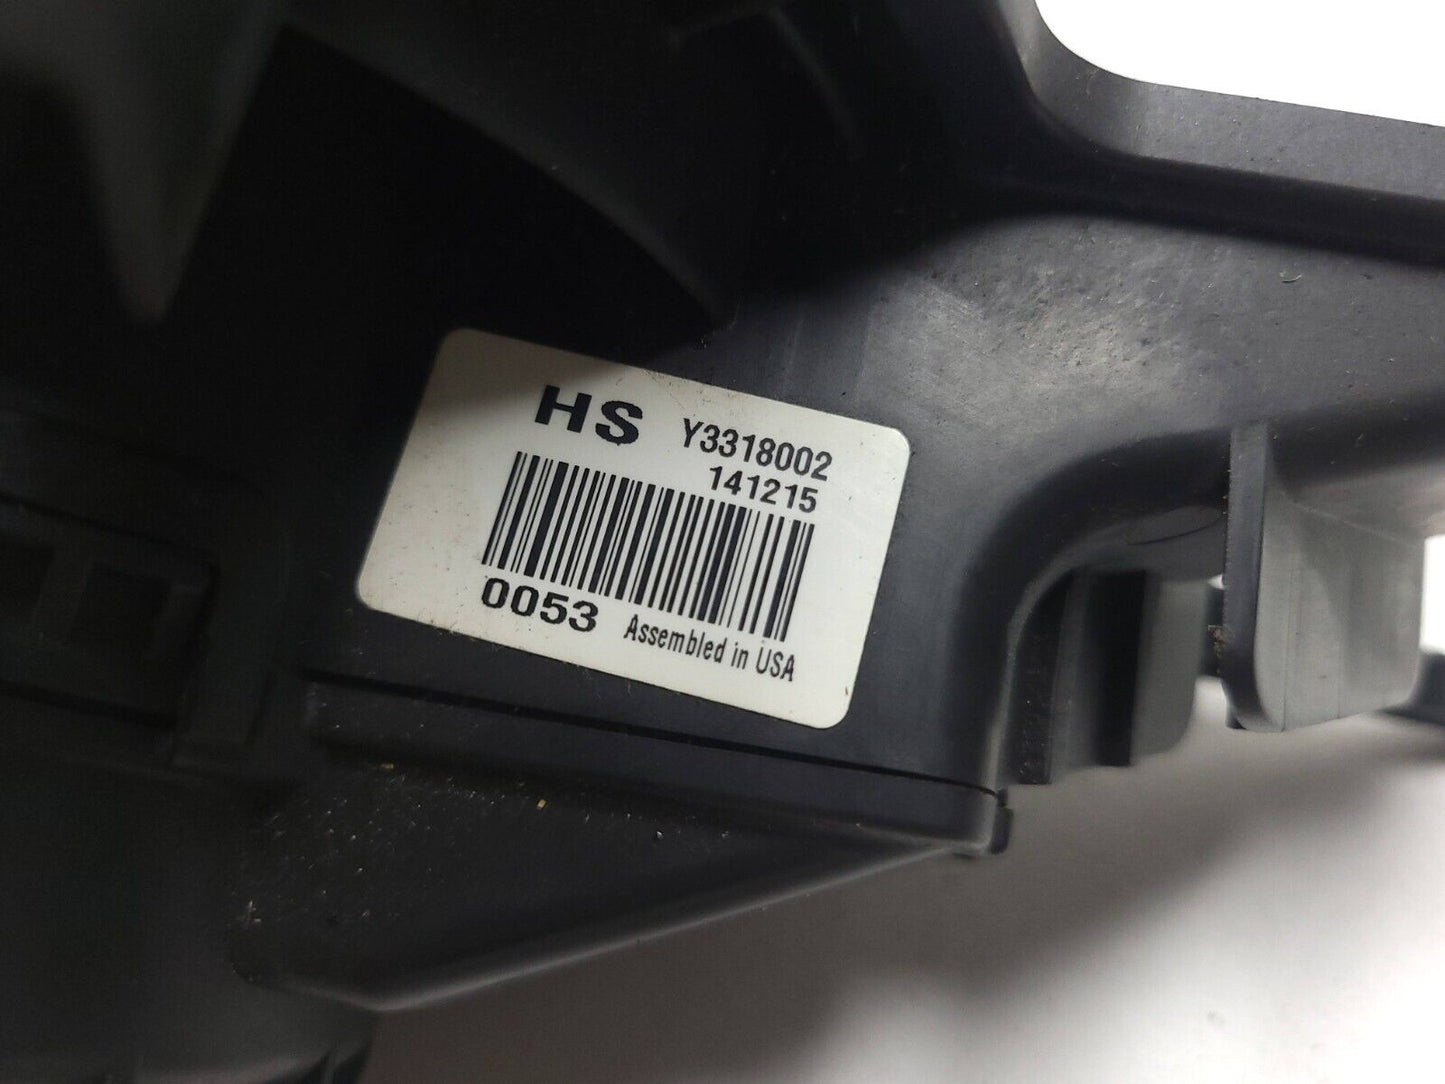 HS Y3318002
141215
0053 Assembled in USA